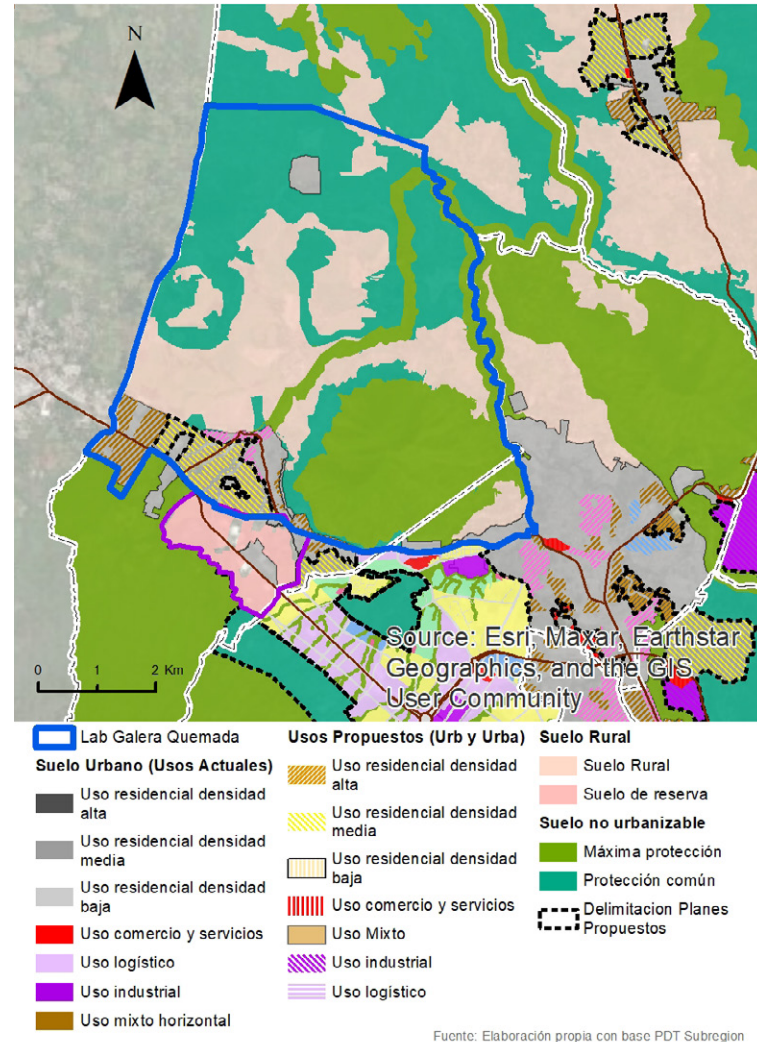 N
0 1 2 Km
Source: Esri, Maxar, Earthstar
Geographics, and the GIS
User Community
Lab Galera Quemada
Suelo Urbano (Usos Actuales)
Uso residencial densidad
alta
Uso residencial densidad
media
Uso residencial densidad
baja
Uso comercio y servicios
Uso logístico
Uso industrial
Uso mixto horizontal
Usos Propuestos (Urb y Urba)
Uso residencial densidad
alta
Uso residencial densidad
media
Uso residencial densidad
baja
Uso comercio y servicios
Uso Mixto
Uso industrial
Uso logístico
Suelo Rural
Suelo Rural
Suelo de reserva
Suelo no urbanizable
Máxima protección
Protección común
Delimitacion Planes
Propuestos
Fuente: Elaboración propia con base PDT Subregion